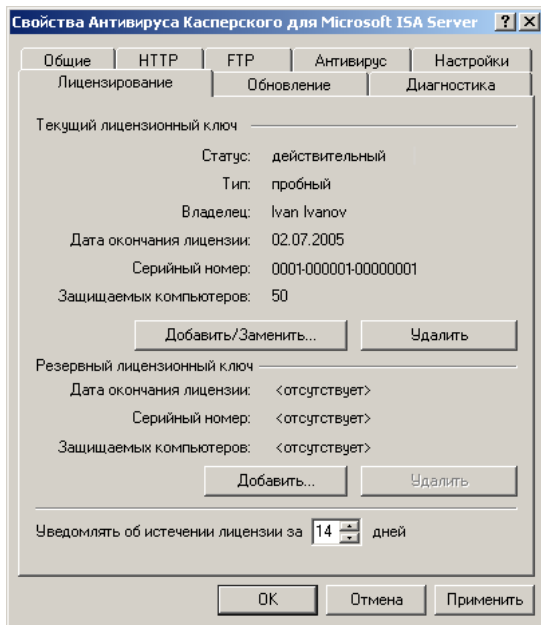 Свойства Антивируса Касперского для Microsoft ISA Server
Общие HTTP FTP Антивирус Настройки
Лицензирование Обновление Диагностика
Текущий лицензионный ключ
Статус: действительный
Тип: пробный
Владелец: Ivan Ivanov
Дата окончания лицензии: 02.07.2005
Серийный номер: 0001-000001-00000001
Защищаемых компьютеров: 50
Добавить/Заменить... Удалить
Резервный лицензионный ключ
Дата окончания лицензии: <отсутствует>
Серийный номер: <отсутствует>
Защищаемых компьютеров: <отсутствует>
Добавить... Удалить
Уведомлять об истечении лицензии за 14 дней
OK Отмена Применить